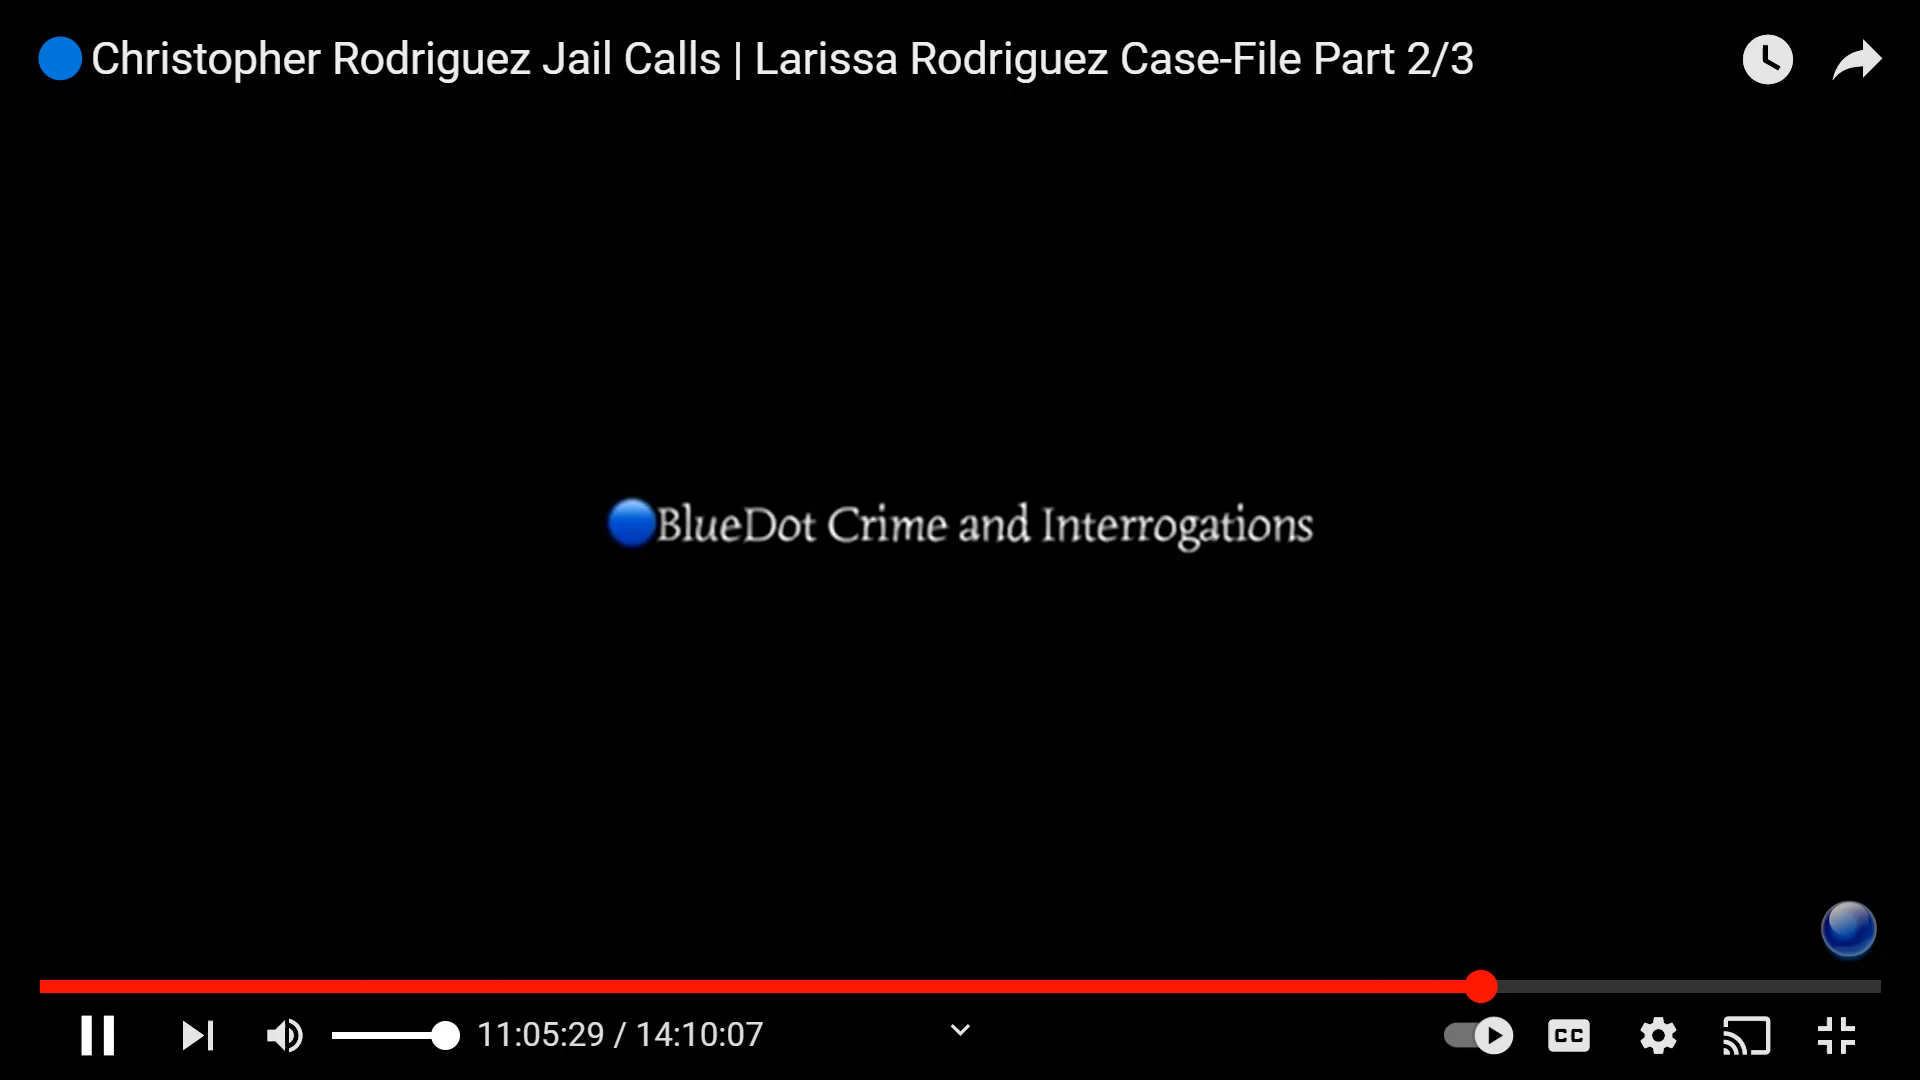 Christopher Rodriguez Jail Calls | Larissa Rodriguez Case-File Part 2/3
BlueDot Crime and Interrogations
11:05:29 / 14:10:07
CC